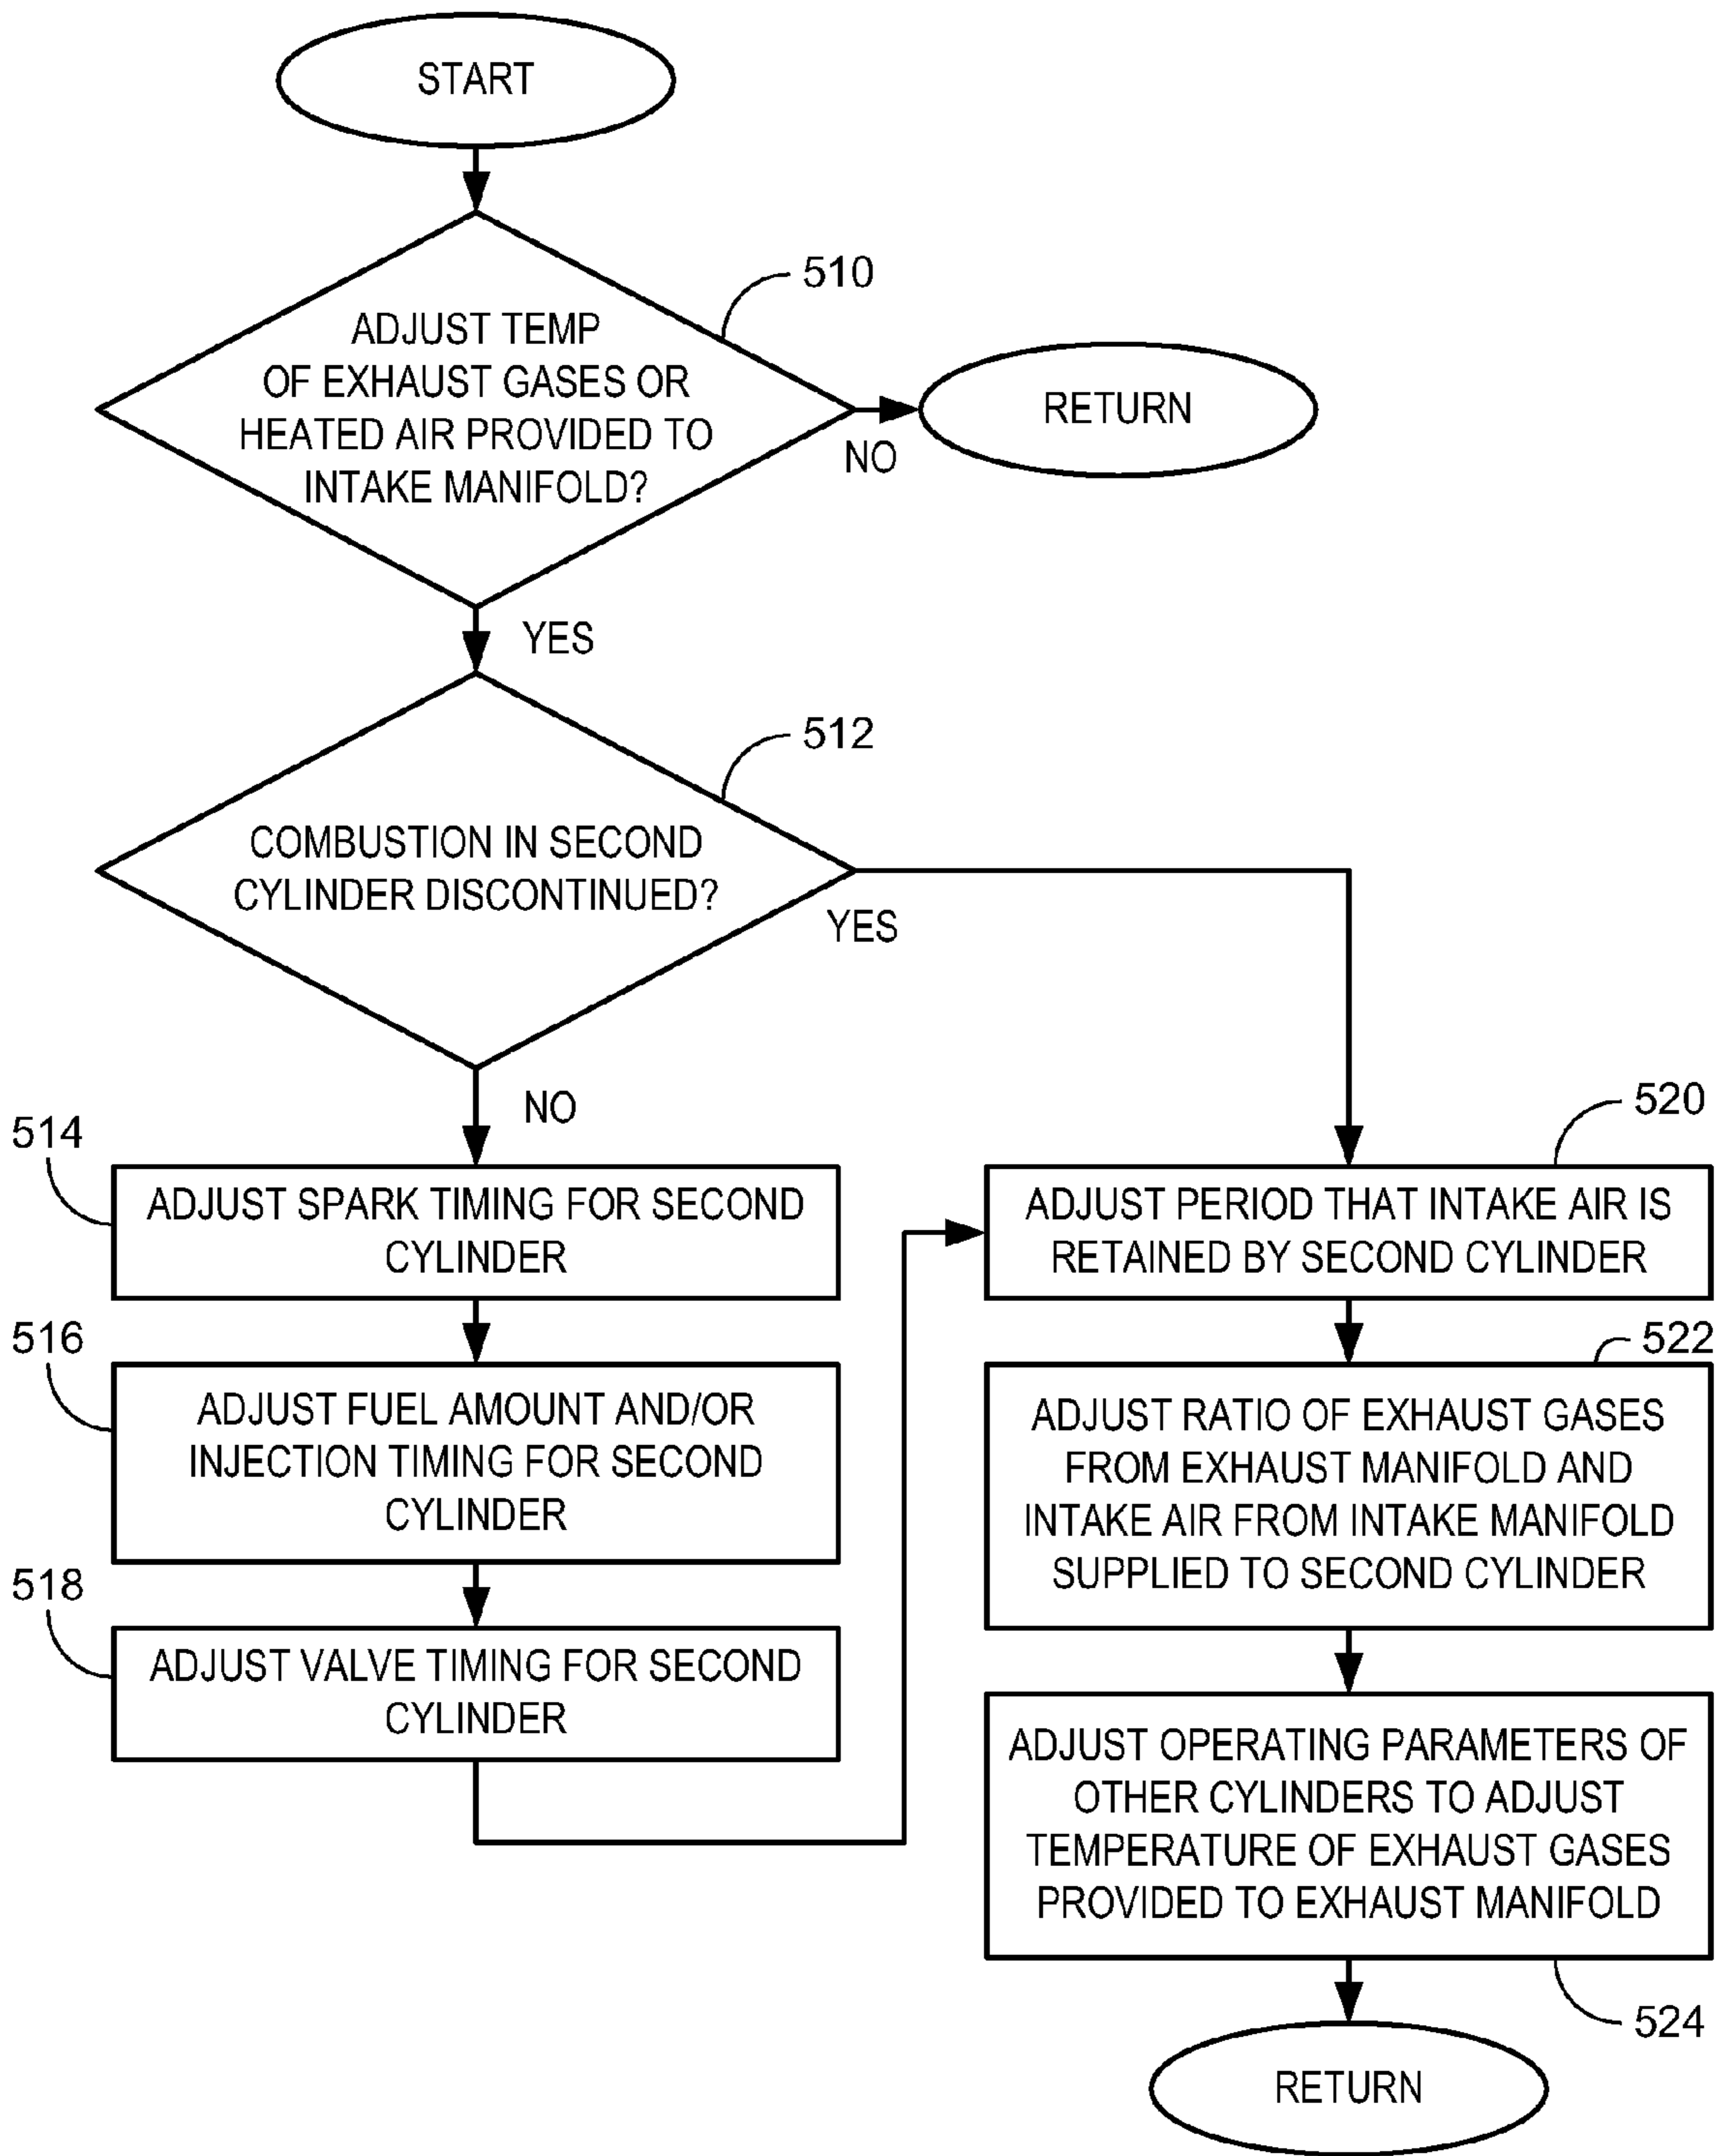 START
510
ADJUST TEMP
OF EXHAUST GASES OR
HEATED AIR PROVIDED TO
INTAKE MANIFOLD?
RETURN
NO
YES
512
COMBUSTION IN SECOND
CYLINDER DISCONTINUED?
YES
NO
514
ADJUST SPARK TIMING FOR SECOND
CYLINDER
516
ADJUST FUEL AMOUNT AND/OR
INJECTION TIMING FOR SECOND
CYLINDER
518
ADJUST VALVE TIMING FOR SECOND
CYLINDER
520
ADJUST PERIOD THAT INTAKE AIR IS
RETAINED BY SECOND CYLINDER
522
ADJUST RATIO OF EXHAUST GASES
FROM EXHAUST MANIFOLD AND
INTAKE AIR FROM INTAKE MANIFOLD
SUPPLIED TO SECOND CYLINDER
ADJUST OPERATING PARAMETERS OF
OTHER CYLINDERS TO ADJUST
TEMPERATURE OF EXHAUST GASES
PROVIDED TO EXHAUST MANIFOLD
524
RETURN